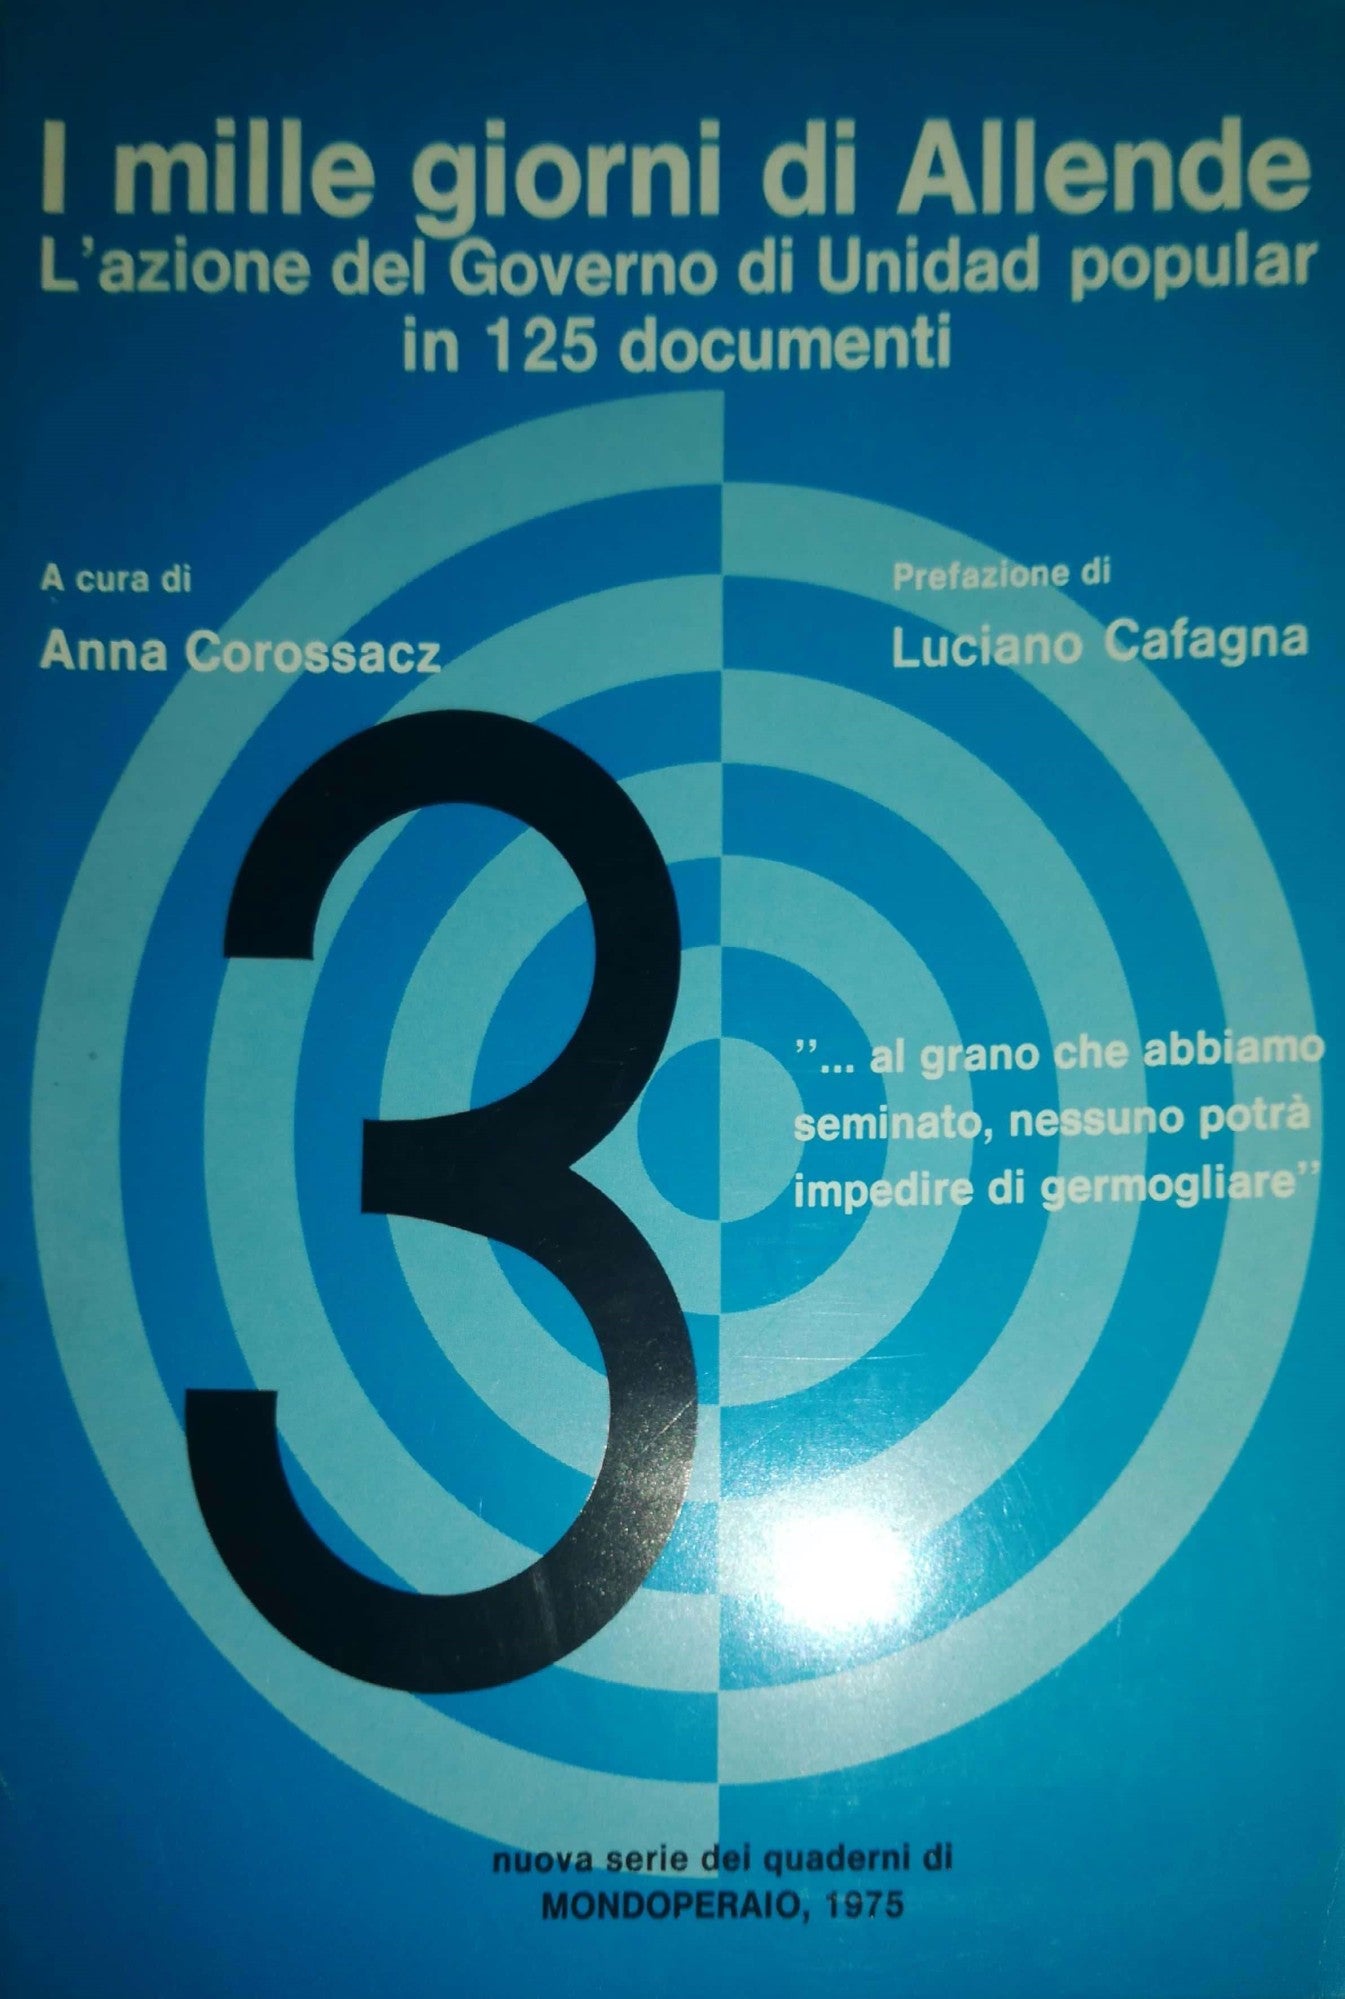 I mille giorni di Allende
L'azione del Governo di Unidad popular
in 125 documenti
A cura di
Anna Corossacz
Prefazione di
Luciano Cafagna
3
"... al grano che abbiamo
seminato, nessuno potrà
impedire di germogliare"
nuova serie dei quaderni di
MONDOPERAIO, 1975